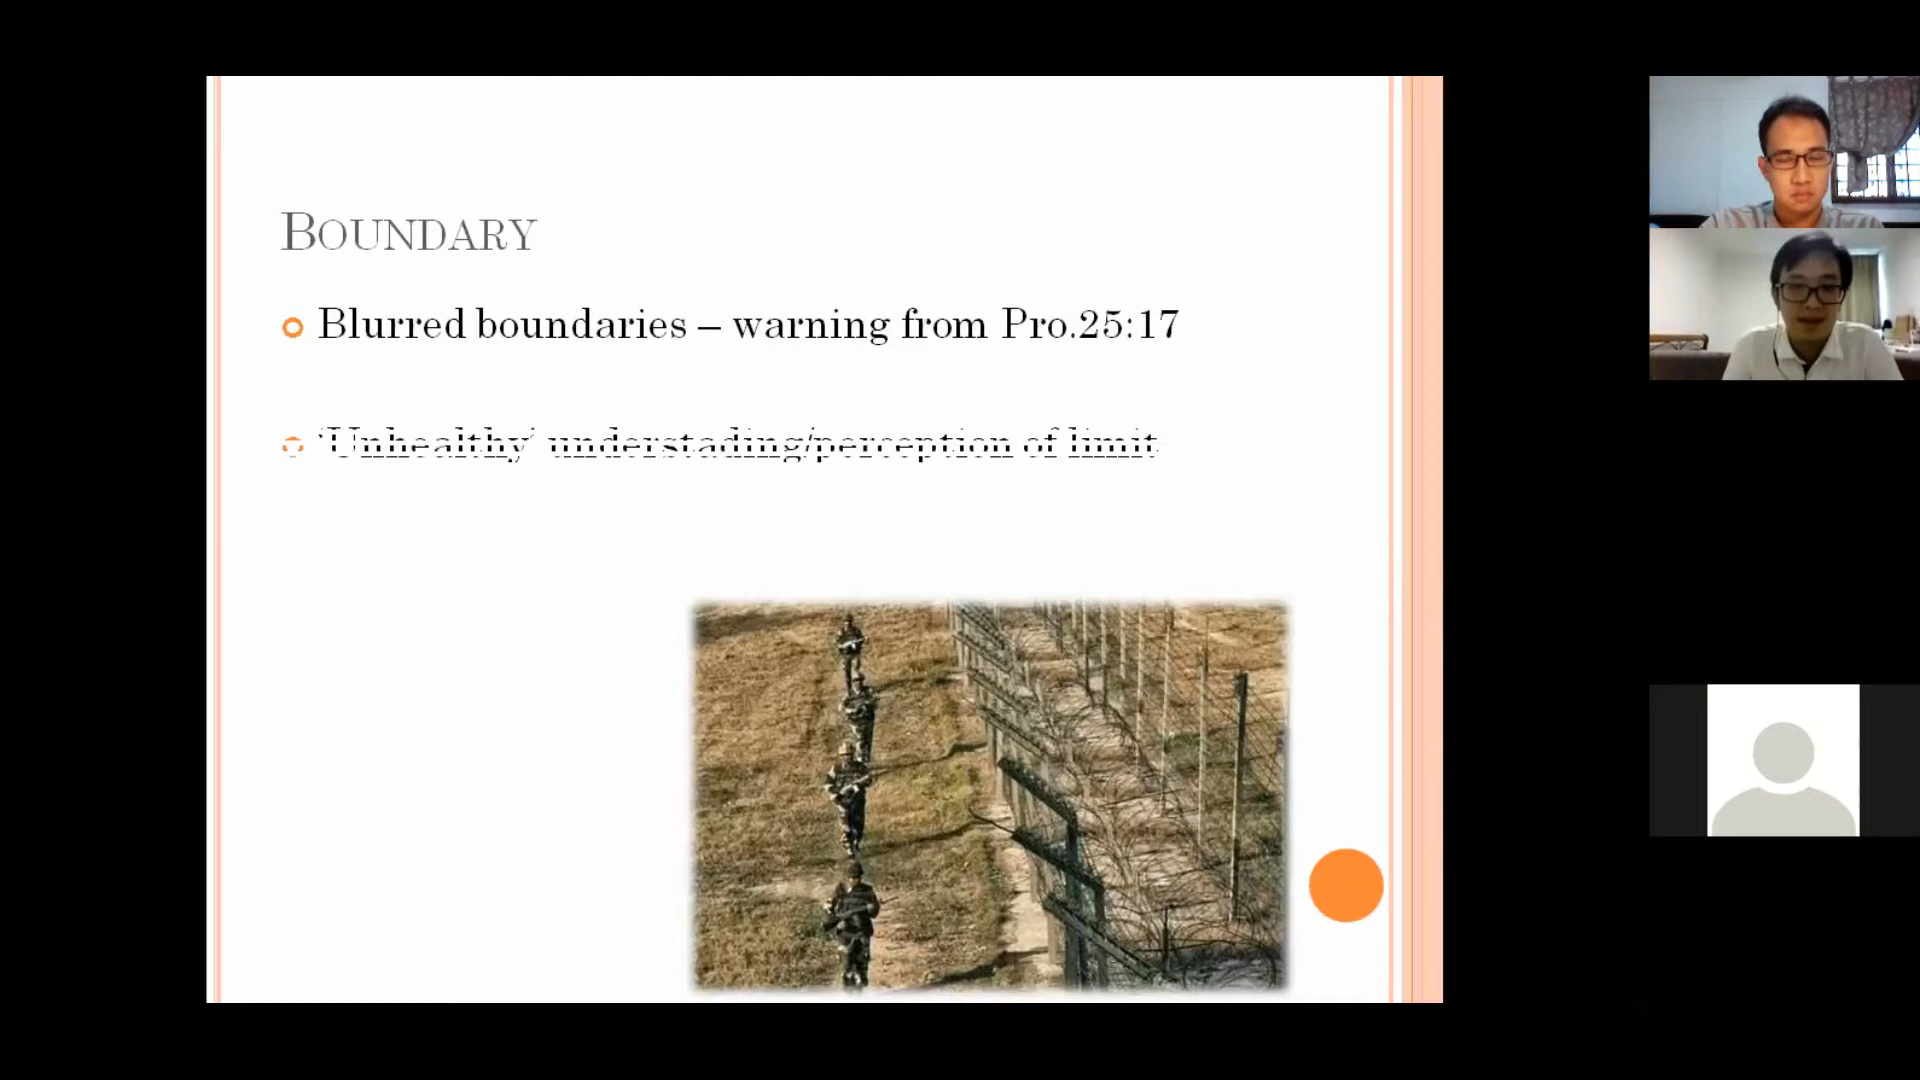 BOUNDARY
Blurred boundaries – warning from Pro.25:17
‘Unhealthy’ understading/perception of limit